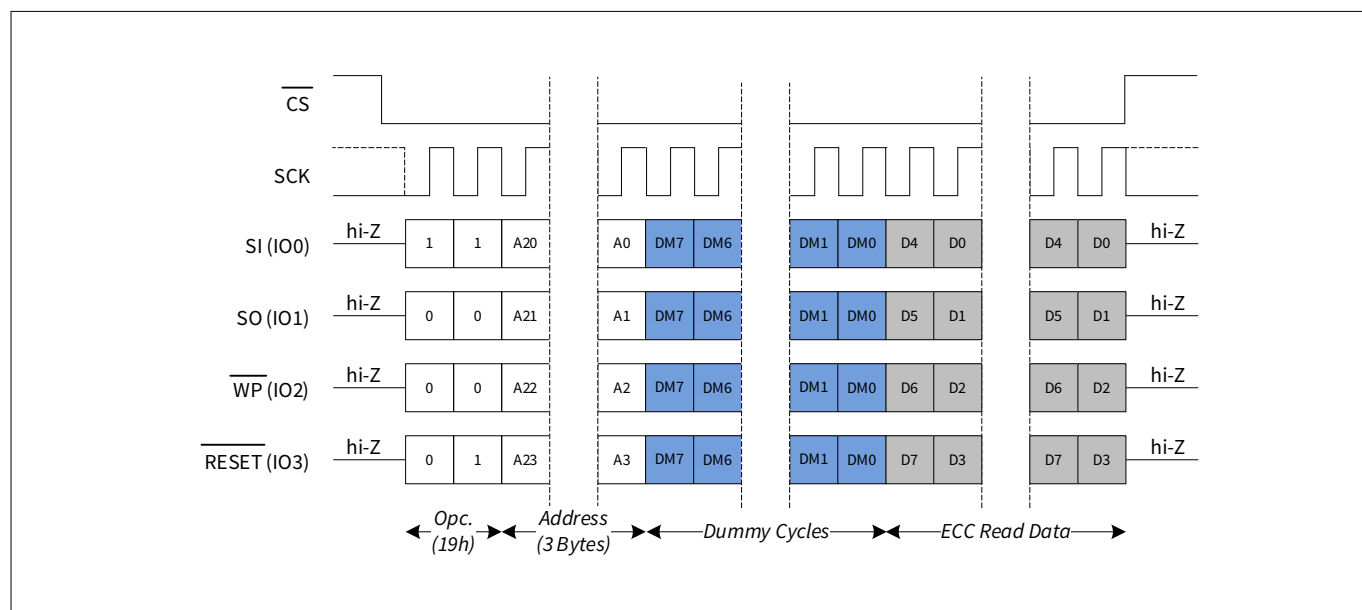 CS
SCK
hi-Z 1 1 A20 A0 DM7 DM6 DM1 DM0 D4 D0 D4 D0 hi-Z
SI (IO0)
hi-Z 0 0 A21 A1 DM7 DM6 DM1 DM0 D5 D1 D5 D1 hi-Z
SO (IO1)
hi-Z 0 0 A22 A2 DM7 DM6 DM1 DM0 D6 D2 D6 D2 hi-Z
WP (IO2)
hi-Z 0 1 A23 A3 DM7 DM6 DM1 DM0 D7 D3 D7 D3 hi-Z
RESET (IO3)
Opc. Address Dummy Cycles ECC Read Data
(19h) (3 Bytes)